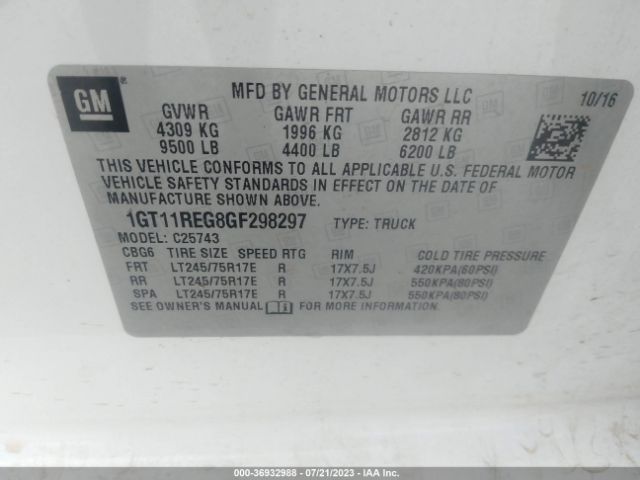 GM
MFD BY GENERAL MOTORS LLC
10/16
GVWR GAWR FRT GAWR RR
4309 KG 1996 KG 2812 KG
9500 LB 4400 LB 6200 LB
THIS VEHICLE CONFORMS TO ALL APPLICABLE U.S. FEDERAL MOTOR
VEHICLE SAFETY STANDARDS IN EFFECT ON THE DATE OF
MANUFACTURE SHOWN ABOVE.
1GT11REG8GF298297 TYPE: TRUCK
MODEL: C25743
CBG6 TIRE SIZE SPEED RTG RIM COLD TIRE PRESSURE
FRT LT245/75R17E R 17X7.5J 420KPA(60PSI)
RR LT245/75R17E R 17X7.5J 550KPA(80PSI)
SPA LT245/75R17E R 17X7.5J 550KPA(80PSI)
SEE OWNER'S MANUAL FOR MORE INFORMATION.
000-36932988 — 07/21/2023 — IAA Inc.